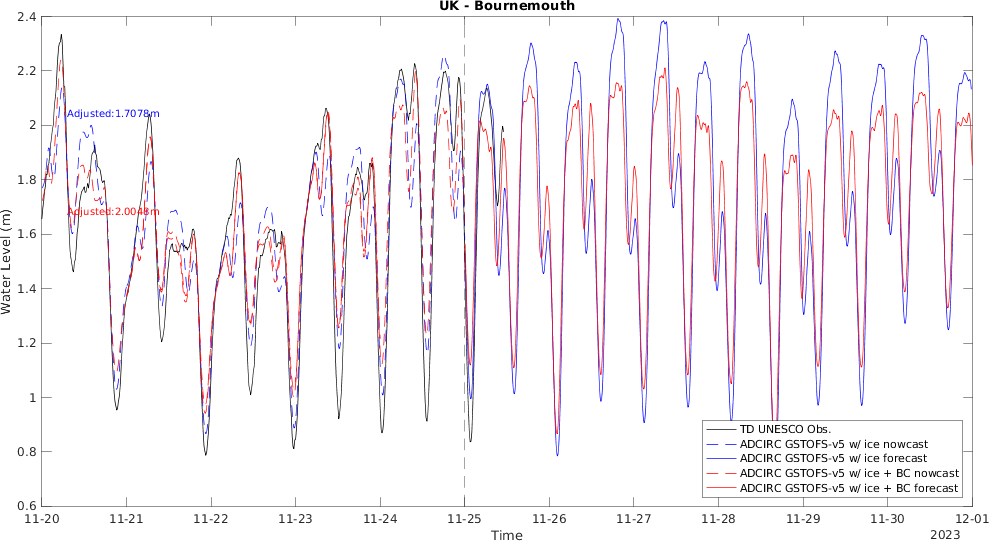 UK - Bournemouth
Water Level (m)
2.4
2.2
2
1.8
1.6
1.4
1.2
1
0.8
0.6
Adjusted:1.7078m
Adjusted:2.0048m
TD UNESCO Obs.
ADCIRC GSTOFS-v5 w/ ice nowcast
ADCIRC GSTOFS-v5 w/ ice forecast
ADCIRC GSTOFS-v5 w/ ice + BC nowcast
ADCIRC GSTOFS-v5 w/ ice + BC forecast
11-20 11-21 11-22 11-23 11-24 11-25 11-26 11-27 11-28 11-29 11-30 12-01
Time
2023